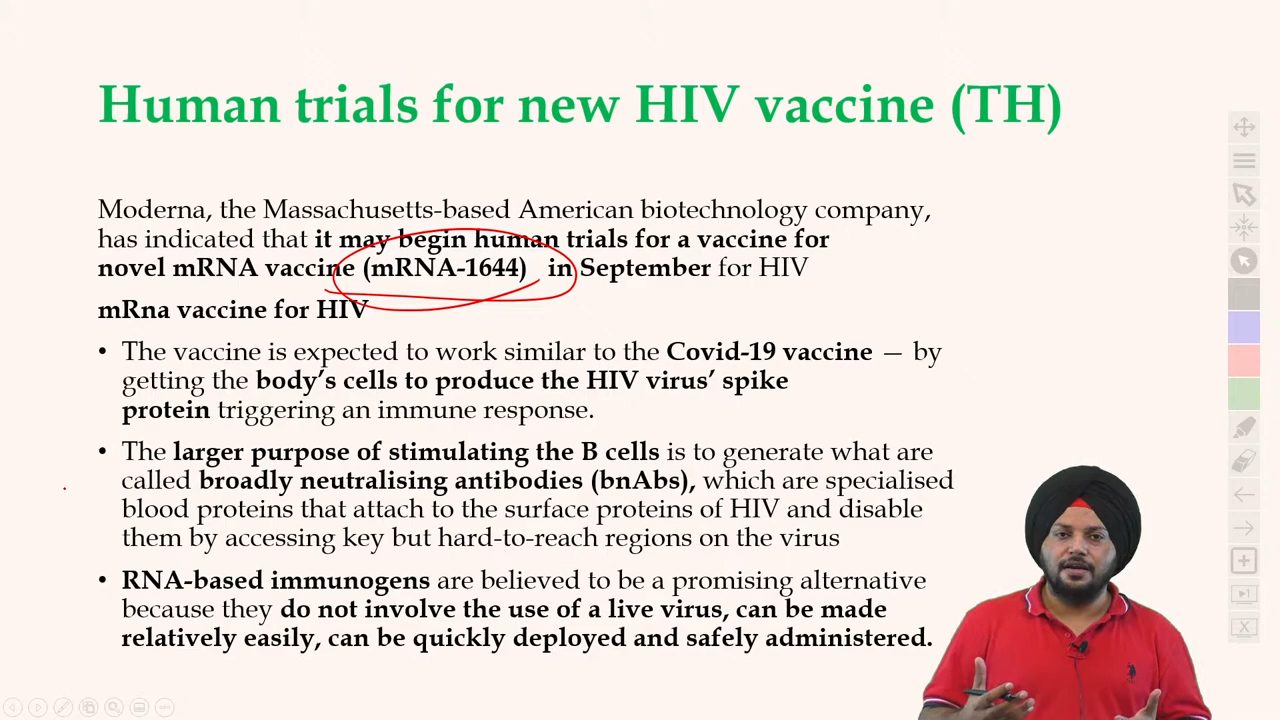 Human trials for new HIV vaccine (TH)
Moderna, the Massachusetts-based American biotechnology company,
has indicated that it may begin human trials for a vaccine for
novel mRNA vaccine (mRNA-1644) in September for HIV
mRna vaccine for HIV
• The vaccine is expected to work similar to the Covid-19 vaccine — by
getting the body’s cells to produce the HIV virus’ spike
protein triggering an immune response.
• The larger purpose of stimulating the B cells is to generate what are
called broadly neutralising antibodies (bnAbs), which are specialised
blood proteins that attach to the surface proteins of HIV and disable
them by accessing key but hard-to-reach regions on the virus
• RNA-based immunogens are believed to be a promising alternative
because they do not involve the use of a live virus, can be made
relatively easily, can be quickly deployed and safely administered.